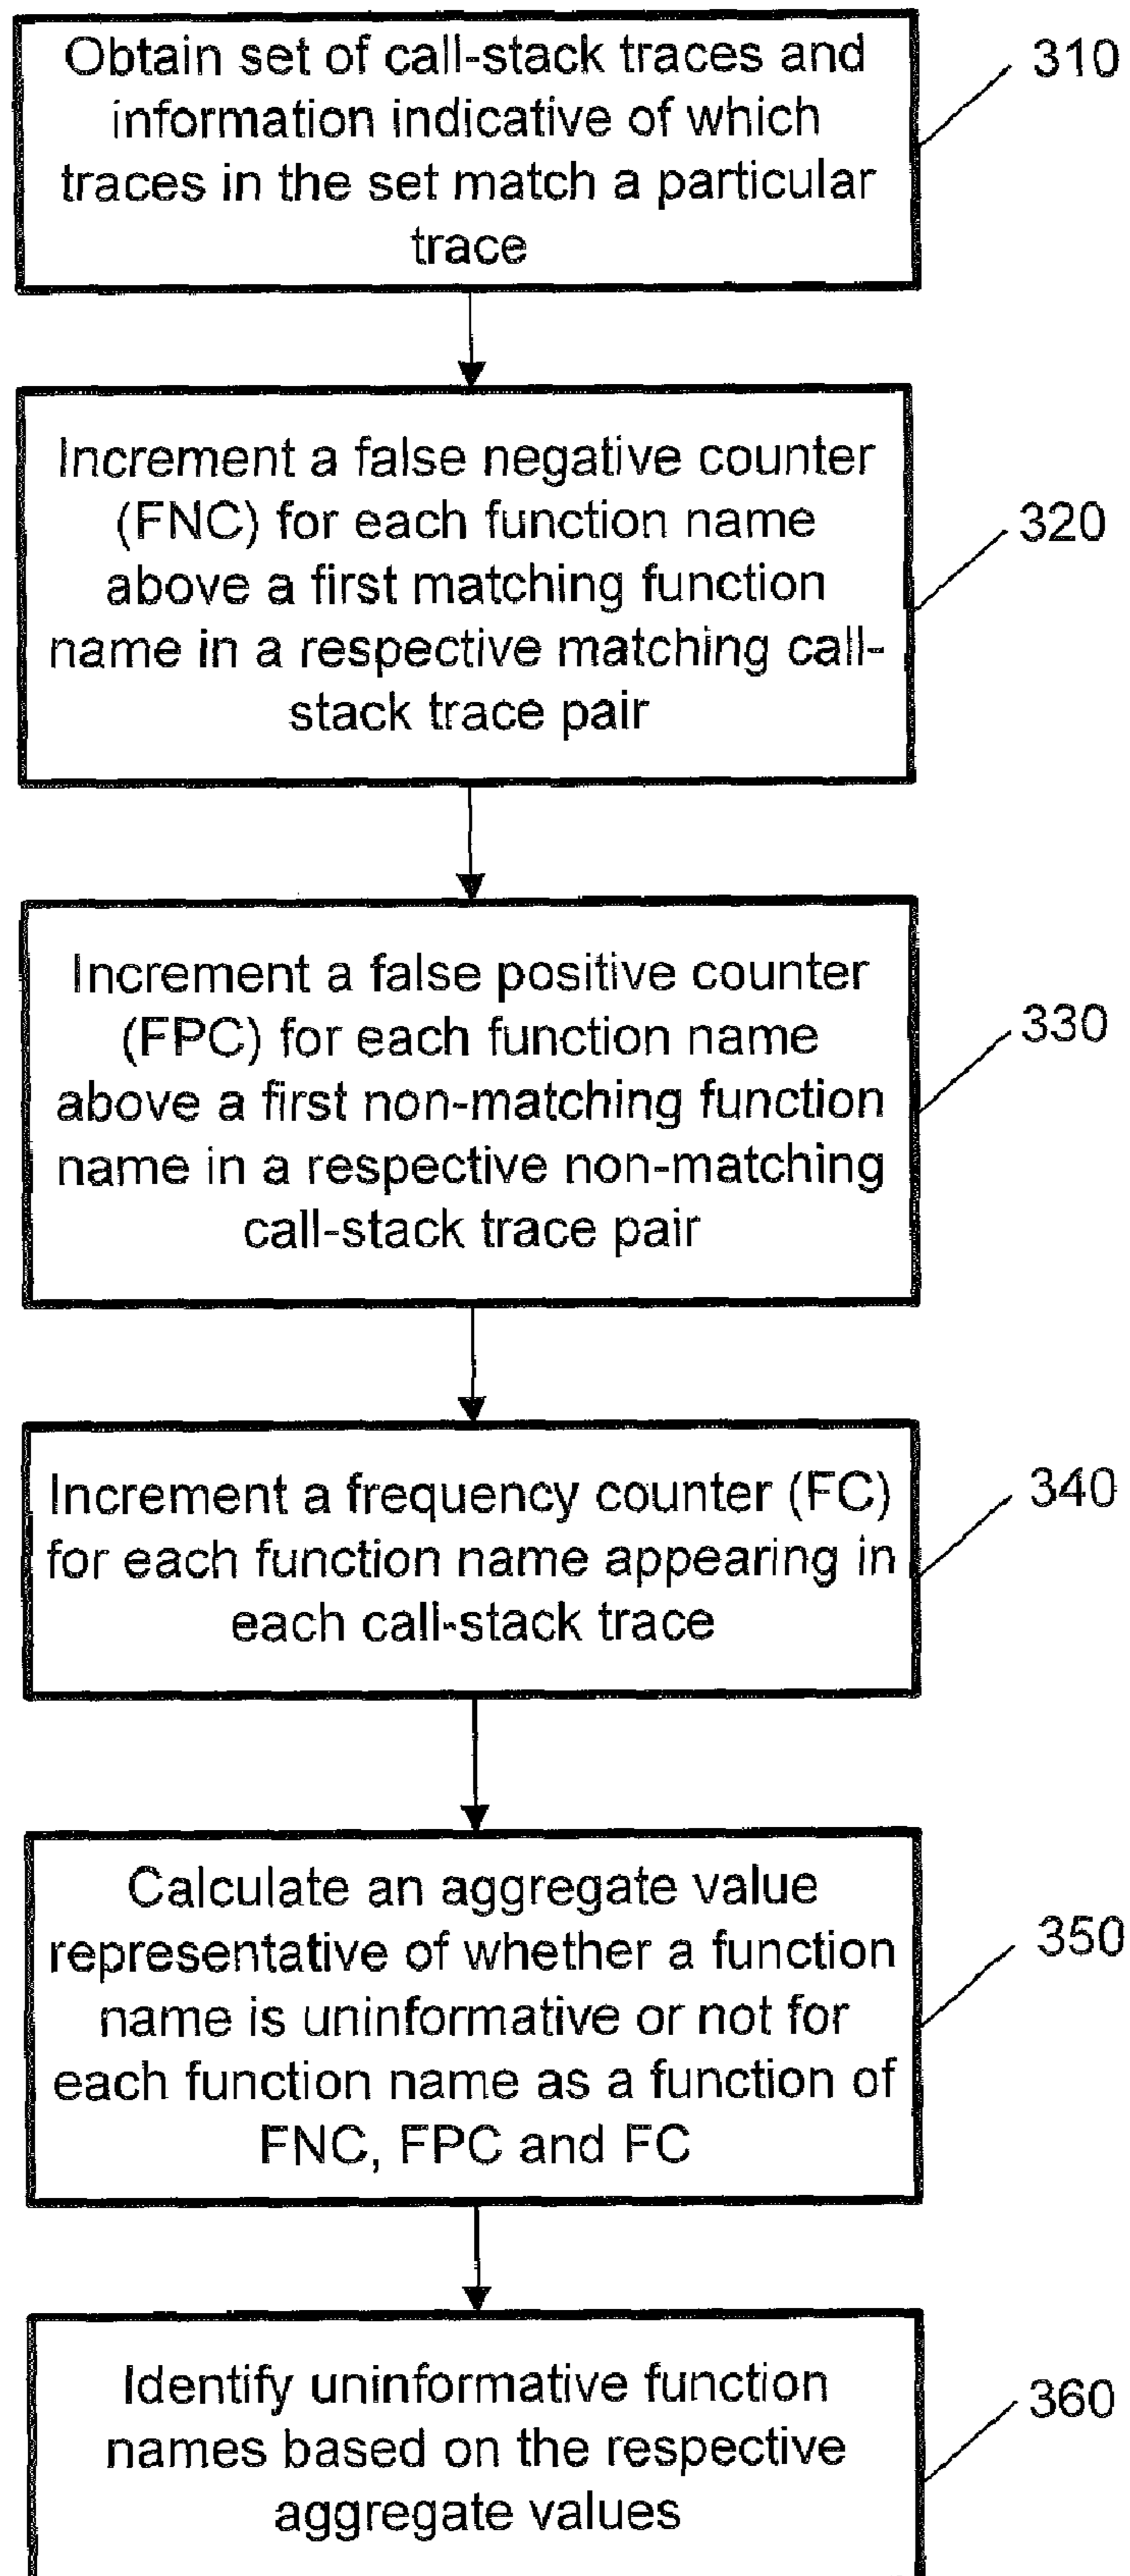 Obtain set of call-stack traces and
information indicative of which
traces in the set match a particular
trace
310
Increment a false negative counter
(FNC) for each function name
above a first matching function
name in a respective matching call-
stack trace pair
320
Increment a false positive counter
(FPC) for each function name
above a first non-matching function
name in a respective non-matching
call-stack trace pair
330
Increment a frequency counter (FC)
for each function name appearing in
each call-stack trace
340
Calculate an aggregate value
representative of whether a function
name is uninformative or not for
each function name as a function of
FNC, FPC and FC
350
Identify uninformative function
names based on the respective
aggregate values
360